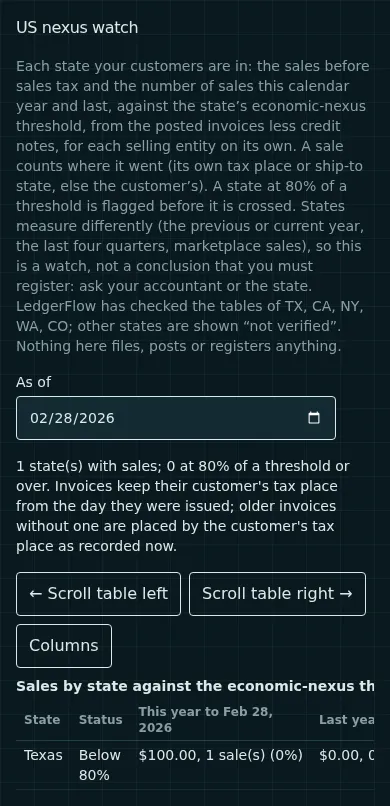 US nexus watch
Each state your customers are in: the sales before
sales tax and the number of sales this calendar
year and last, against the state’s economic-nexus
threshold, from the posted invoices less credit
notes, for each selling entity on its own. A sale
counts where it went (its own tax place or ship-to
state, else the customer’s). A state at 80% of a
threshold is flagged before it is crossed. States
measure differently (the previous or current year,
the last four quarters, marketplace sales), so this
is a watch, not a conclusion that you must
register: ask your accountant or the state.
LedgerFlow has checked the tables of TX, CA, NY,
WA, CO; other states are shown “not verified”.
Nothing here files, posts or registers anything.
As of
02/28/2026
1 state(s) with sales; 0 at 80% of a threshold or
over. Invoices keep their customer's tax place
from the day they were issued; older invoices
without one are placed by the customer's tax
place as recorded now.
← Scroll table left Scroll table right →
Columns
Sales by state against the economic-nexus th
State Status This year to Feb 28, 2026 Last yea
Texas Below 80% $100.00, 1 sale(s) (0%) $0.00, 0